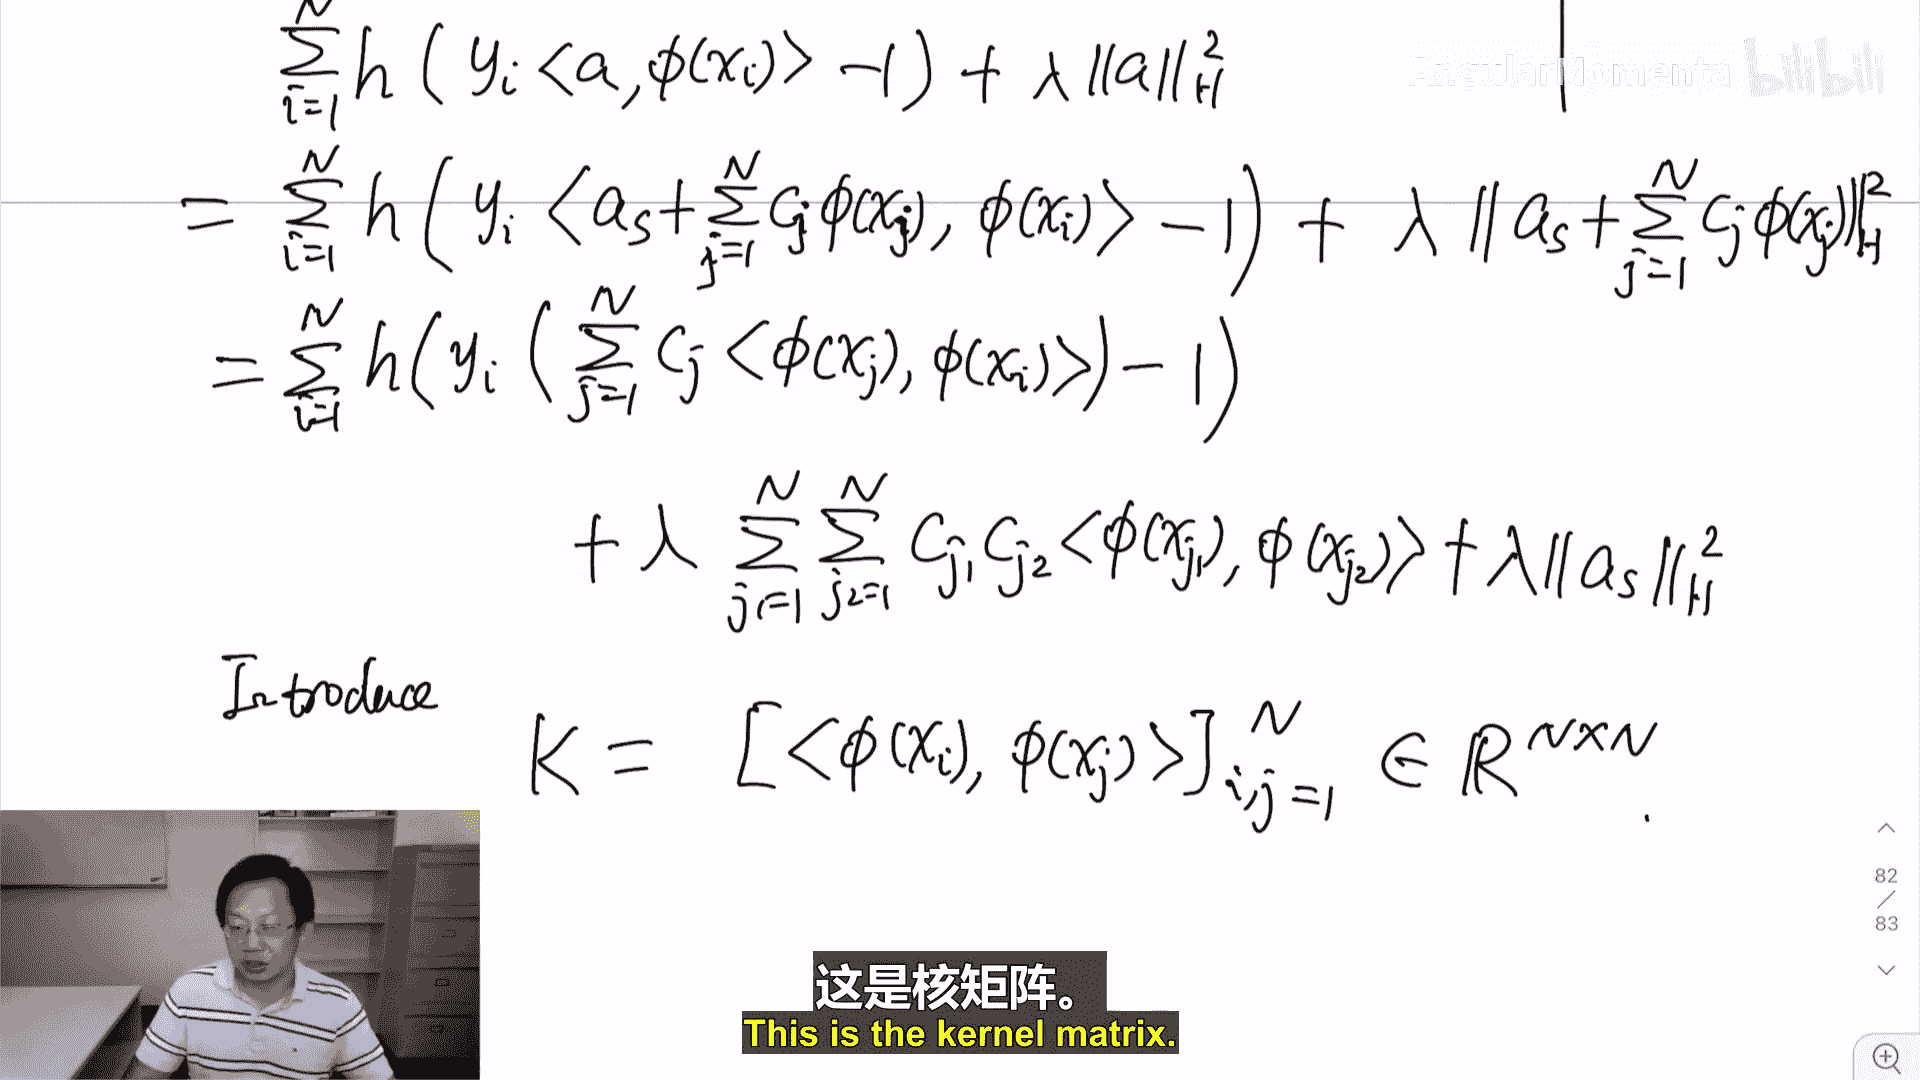 ∑_{i=1}^{N} h ( y_i <a, ϕ(x_i)> -1 ) + λ ||a||_H^2
AngularMomenta bilibili
= ∑_{i=1}^{N} h ( y_i <a_s + ∑_{j=1}^{N} c_j ϕ(x_j), ϕ(x_i)> - 1 ) + λ || a_s + ∑_{j=1}^{N} c_j ϕ(x_j) ||_H^2
= ∑_{i=1}^{N} h ( y_i ( ∑_{j=1}^{N} c_j <ϕ(x_j), ϕ(x_i)> ) - 1 )
+ λ ∑_{j_1=1}^{N} ∑_{j_2=1}^{N} c_{j_1} c_{j_2} <ϕ(x_{j_1}), ϕ(x_{j_2})> + λ || a_s ||_H^2
Introduce
K = [ <ϕ(x_i), ϕ(x_j)> ]_{i,j=1}^{N} ∈ ℝ^{N×N} .
82
/
83
这是核矩阵。
This is the kernel matrix.